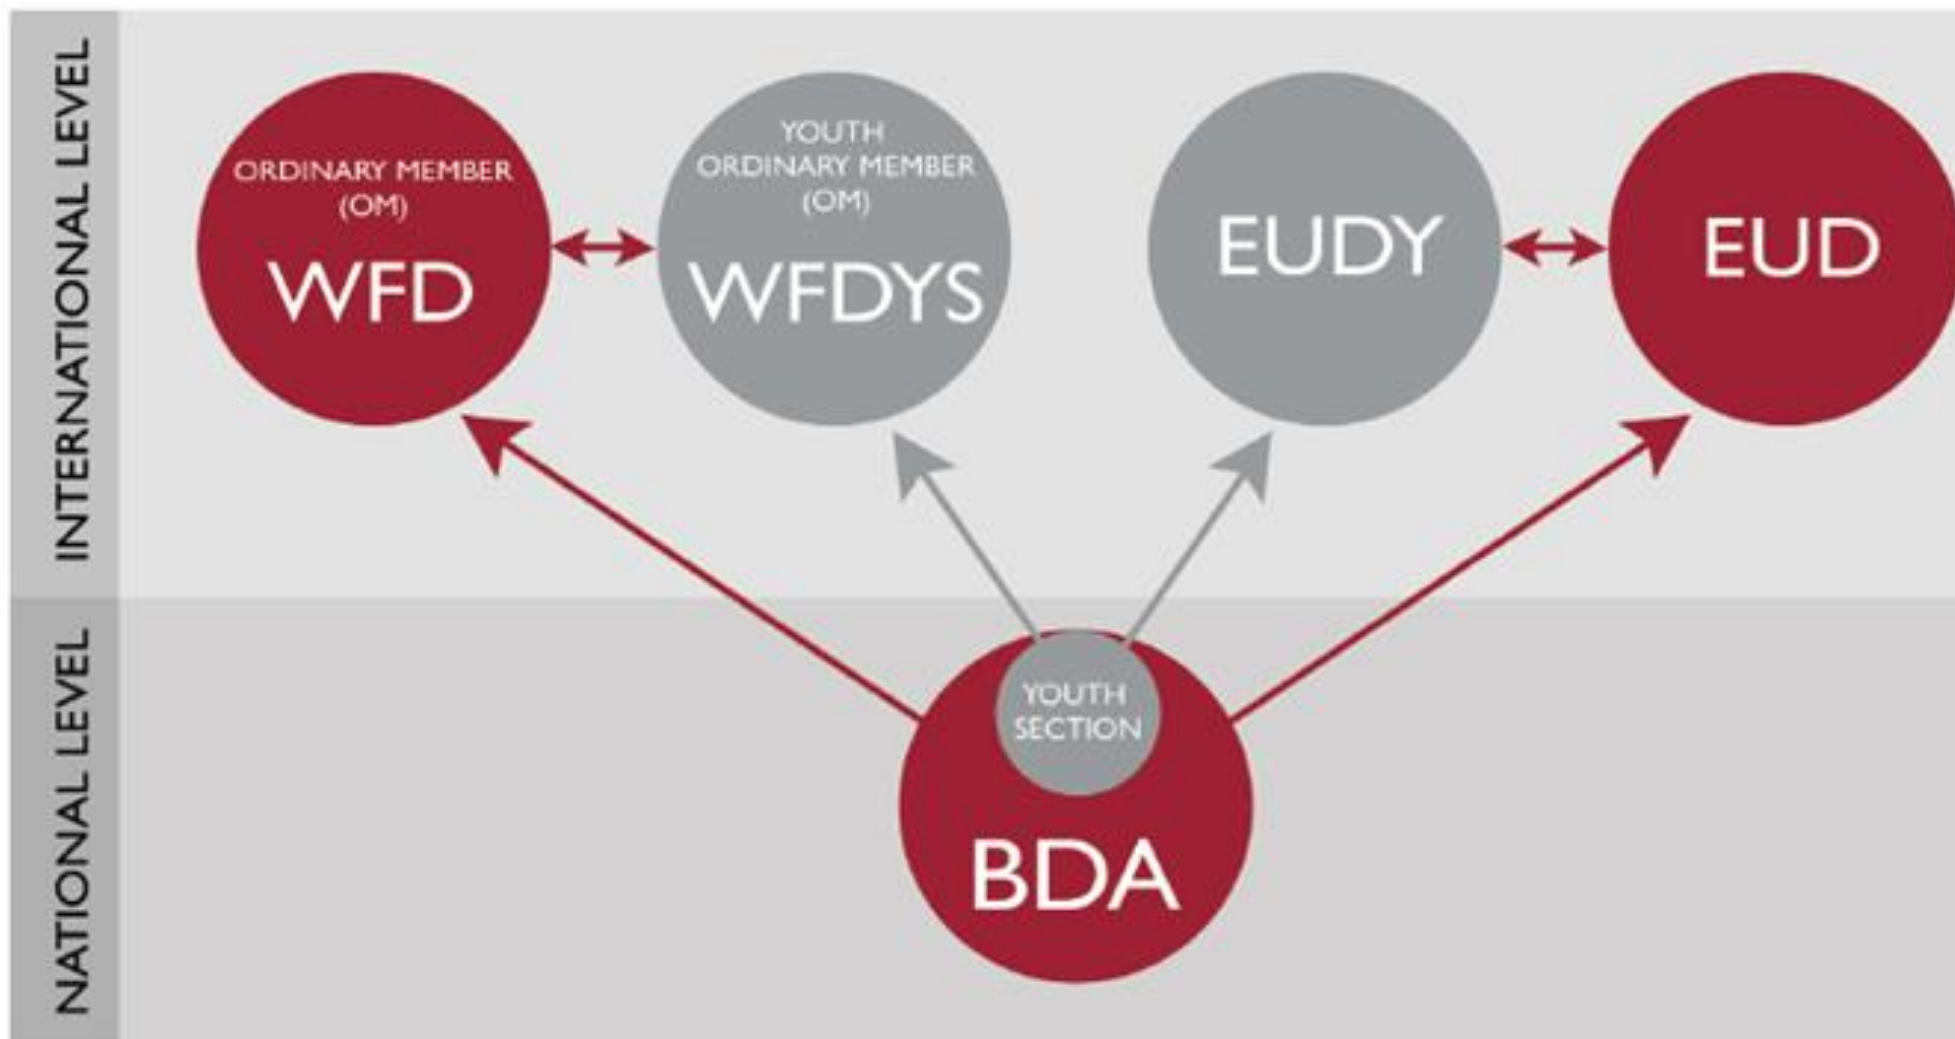 INTERNATIONAL LEVEL
ORDINARY MEMBER
(OM)
WFD
YOUTH
ORDINARY MEMBER
(OM)
WFDYS
EUDY
EUD
NATIONAL LEVEL
YOUTH
SECTION
BDA